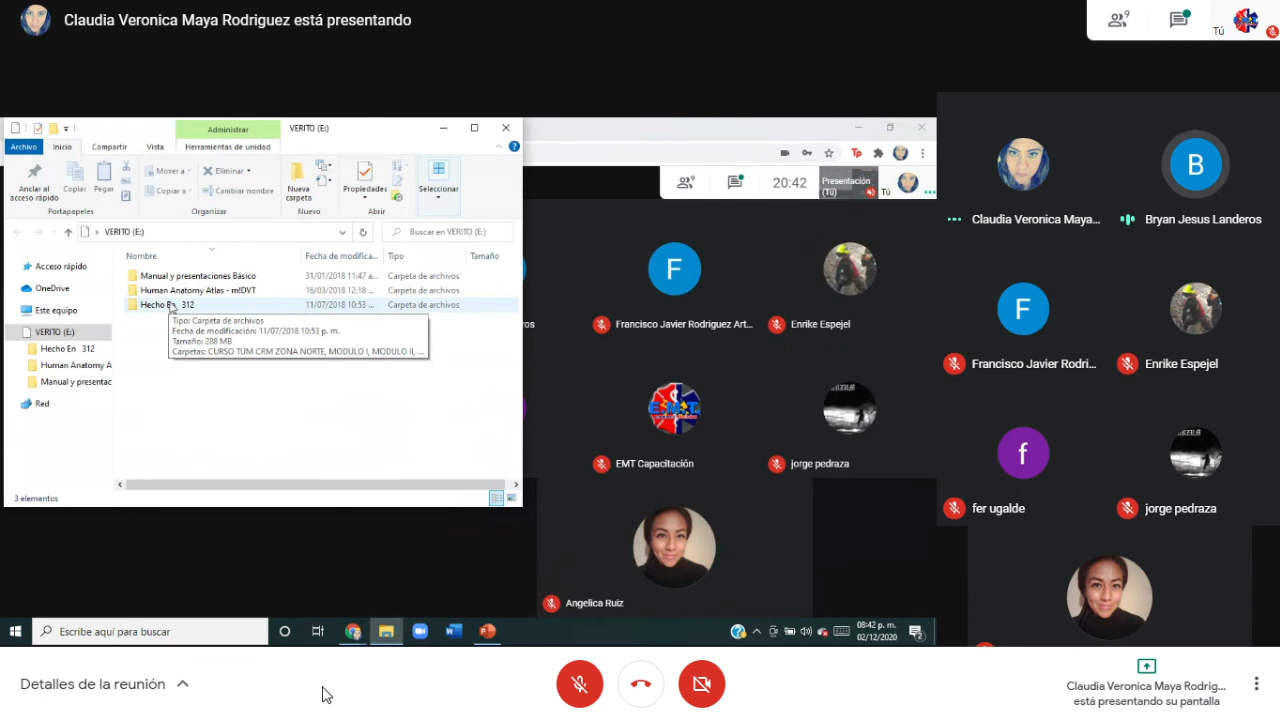 Claudia Veronica Maya Rodriguez está presentando
9
Tú
Administrar
VERITO (E:)
Archivo
Inicio
Compartir
Vista
Herramientas de unidad
Anclar al
acceso rápido
Copiar
Pegar
Mover a
Copiar a
Eliminar
Cambiar nombre
Nueva
carpeta
Propiedades
Seleccionar
Portapapeles
Organizar
Nuevo
Abrir
VERITO (E:)
Buscar en VERITO (E:)
Nombre
Fecha de modifica...
Tipo
Tamaño
Manual y presentaciones Básico
31/01/2018 11:47 a...
Carpeta de archivos
Human Anatomy Atlas - m!DVT
16/03/2018 12:18 ...
Carpeta de archivos
Hecho En 312
11/07/2018 10:53 ...
Carpeta de archivos
Tipo: Carpeta de archivos
Fecha de modificación: 11/07/2018 10:53 p. m.
Tamaño: 288 MB
Carpetas: CURSO TUM CRM ZONA NORTE, MODULO I, MODULO II, ...
Acceso rápido
OneDrive
Este equipo
VERITO (E:)
Hecho En 312
Human Anatomy A
Manual y presentac
Red
3 elementos
Tp
9
20:42
Presentación
(Tú)
Tú
ros
F
Francisco Javier Rodriguez Art...
Enrike Espejel
EMT Capacitación
jorge pedraza
Angelica Ruiz
Claudia Veronica Maya...
B
Bryan Jesus Landeros
F
Francisco Javier Rodri...
Enrike Espejel
f
fer ugalde
jorge pedraza
Escribe aquí para buscar
08:42 p. m.
02/12/2020
2
Detalles de la reunión
Claudia Veronica Maya Rodrig...
está presentando su pantalla